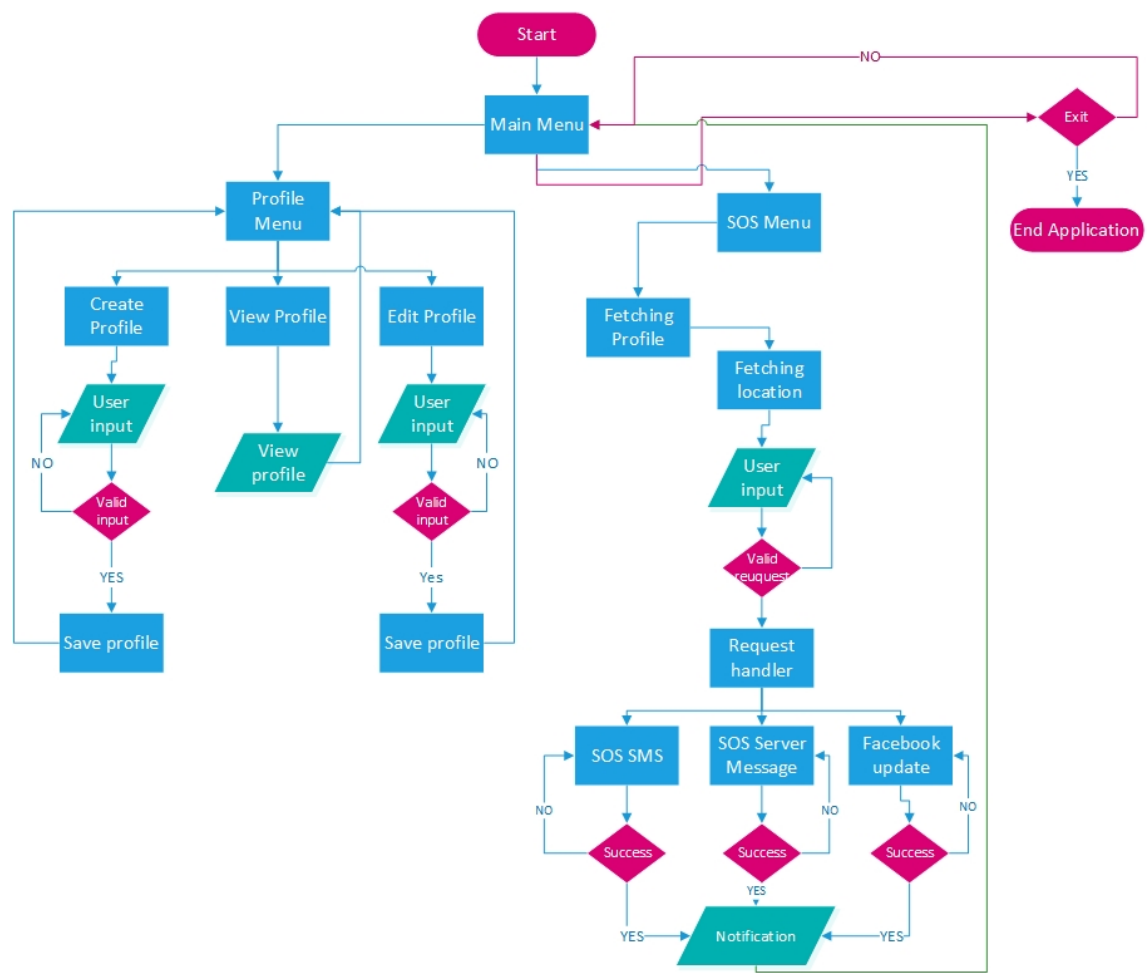 Start
NO
Main Menu
Exit
YES
Profile
Menu
SOS Menu
End Application
Create
Profile
View Profile
Edit Profile
Fetching
Profile
Fetching
location
User
input
User
input
View
profile
User
input
NO
NO
Valid
input
Valid
input
Valid
reuquest
YES
Yes
Save profile
Save profile
Request
handler
SOS SMS
SOS Server
Message
Facebook
update
NO
NO
NO
Success
Success
Success
YES
YES
YES
Notification